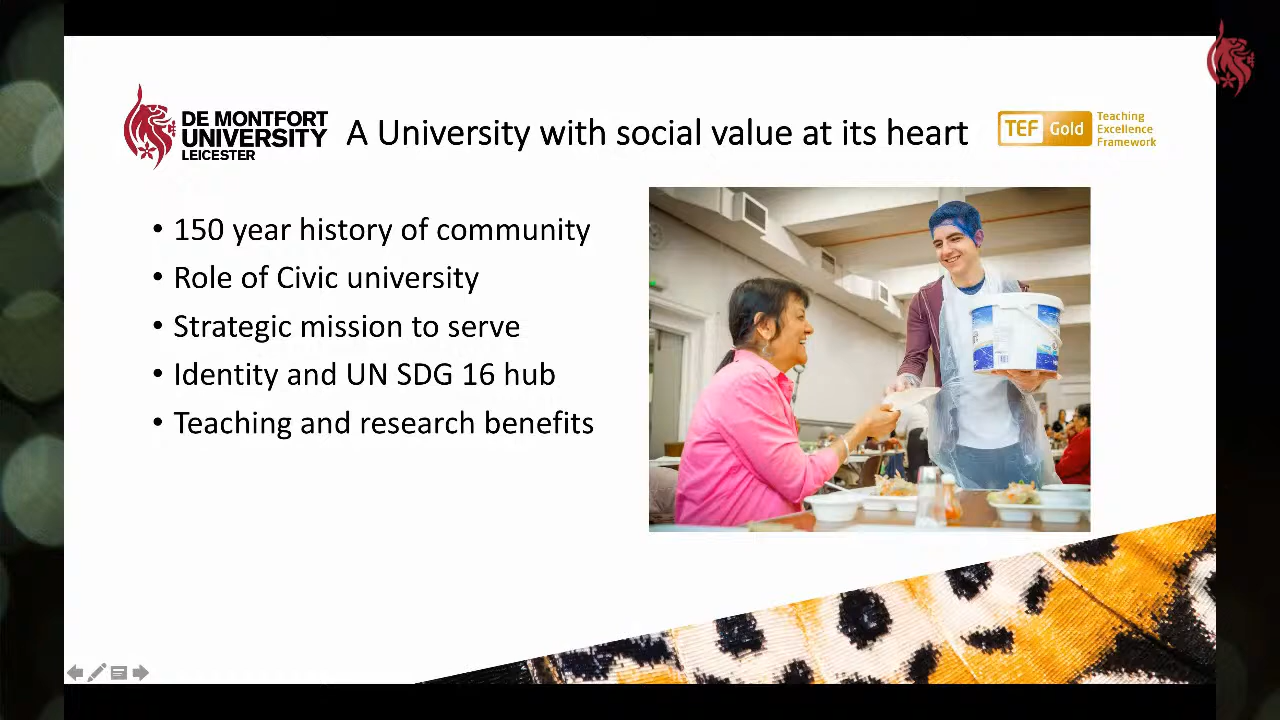 DE MONTFORT
UNIVERSITY
LEICESTER
A University with social value at its heart
TEF Gold
Teaching
Excellence
Framework
• 150 year history of community
• Role of Civic university
• Strategic mission to serve
• Identity and UN SDG 16 hub
• Teaching and research benefits